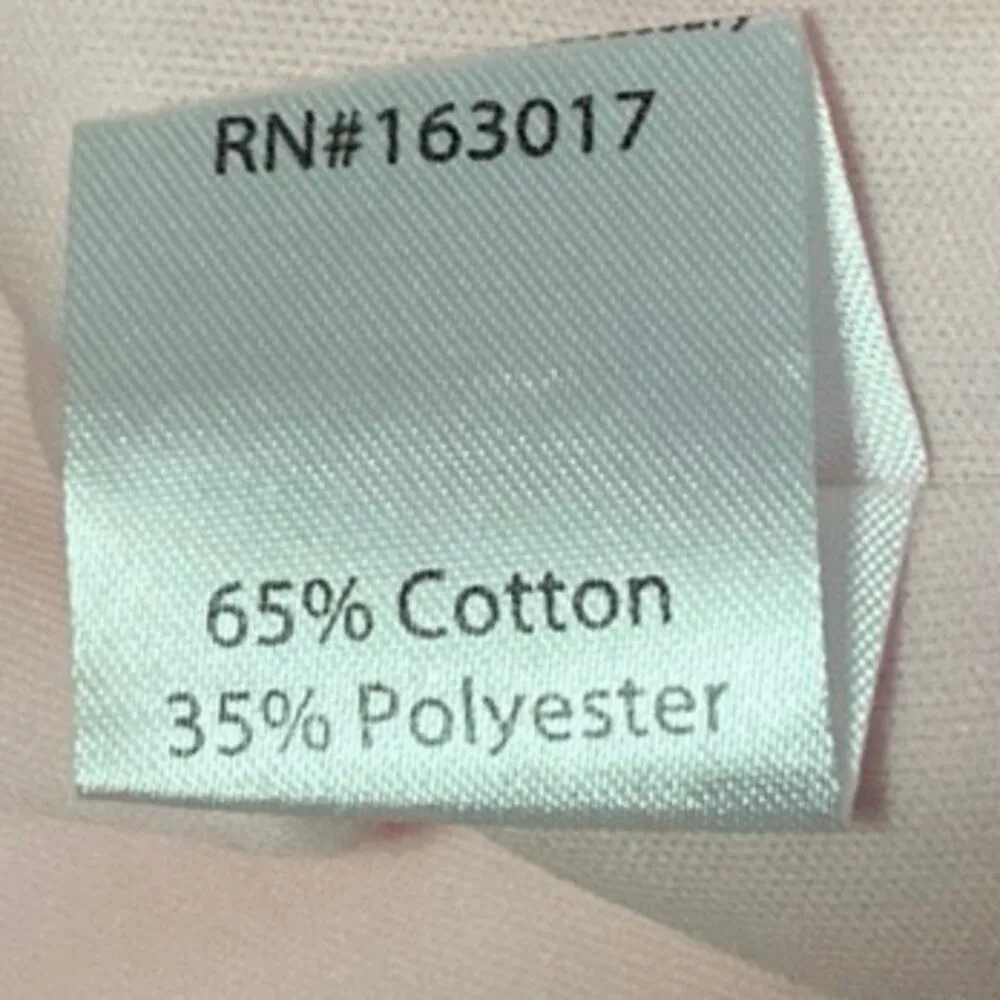 RN#163017
65% Cotton
35% Polyester